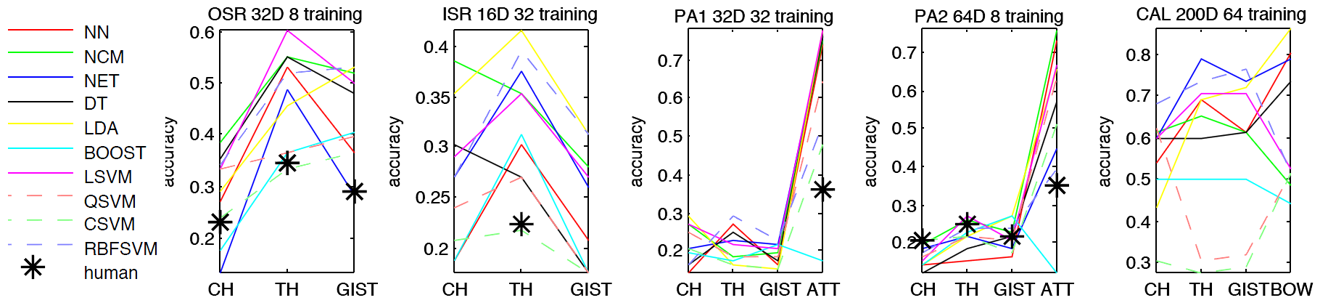 NN
NCM
NET
DT
LDA
BOOST
LSVM
QSVM
CSVM
RBFSVM
human
OSR 32D 8 training
0.6
0.5
0.4
0.3
0.2
accuracy
CH TH GIST
ISR 16D 32 training
0.4
0.35
0.3
0.25
0.2
accuracy
CH TH GIST
PA1 32D 32 training
0.7
0.6
0.5
0.4
0.3
0.2
accuracy
CH TH GIST ATT
PA2 64D 8 training
0.7
0.6
0.5
0.4
0.3
0.2
accuracy
CH TH GIST ATT
CAL 200D 64 training
0.8
0.7
0.6
0.5
0.4
0.3
accuracy
CH TH GIST BOW